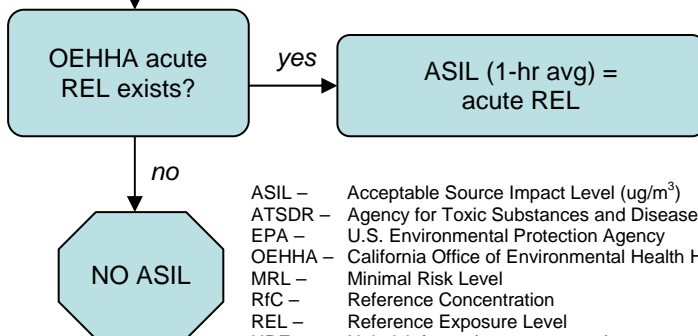 OEHHA acute
REL exists?
yes
ASIL (1-hr avg) =
acute REL
no
NO ASIL
ASIL – Acceptable Source Impact Level (ug/m³)
ATSDR – Agency for Toxic Substances and Disease
EPA – U.S. Environmental Protection Agency
OEHHA – California Office of Environmental Health H
MRL – Minimal Risk Level
RfC – Reference Concentration
REL – Reference Exposure Level